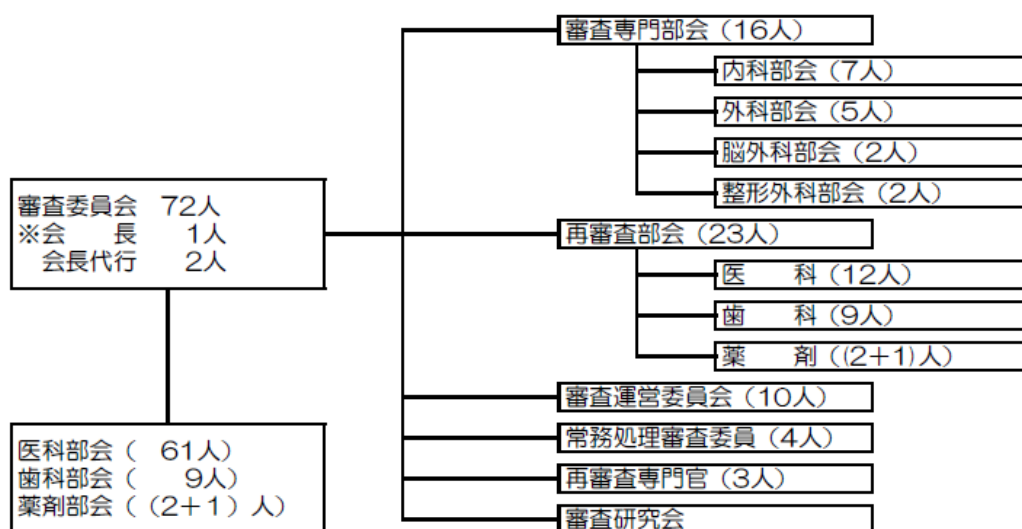 審査専門部会（16人）
内科部会（7人）
外科部会（5人）
脳外科部会（2人）
整形外科部会（2人）
審査委員会　72人
※会　　長　　1人
会長代行　　2人
再審査部会（23人）
医　　科（12人）
歯　　科（9人）
薬　　剤（(2＋1)人）
審査運営委員会（10人）
常務処理審査委員（4人）
再審査専門官（3人）
審査研究会
医科部会（　61人）
歯科部会（　　9人）
薬剤部会（（2＋1）人）